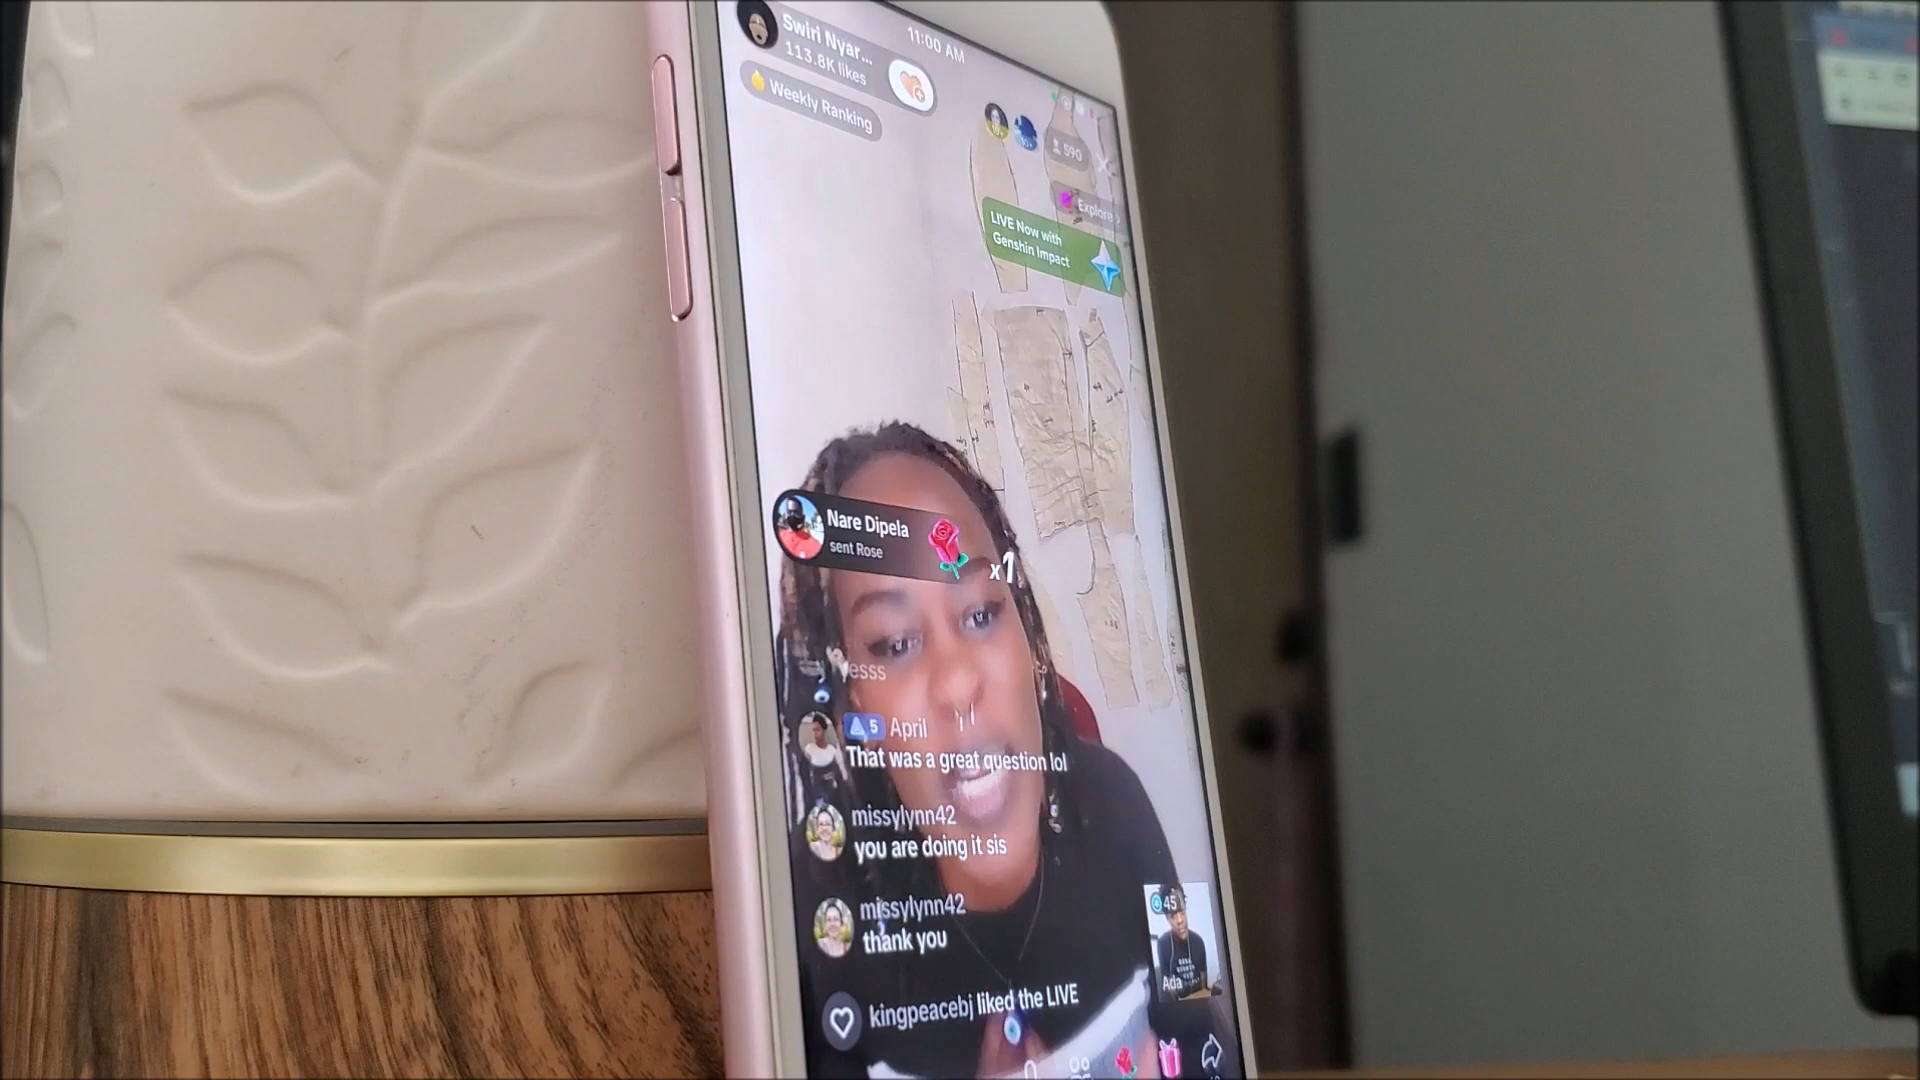 Swiri Nyar...
113.8K likes
11:00 AM
Weekly Ranking
590
Explore
LIVE Now with
Genshin Impact
Nare Dipela
sent Rose
x1
esss
5 April
That was a great question lol
missylynn42
you are doing it sis
missylynn42
thank you
45
Ada
kingpeacebj liked the LIVE